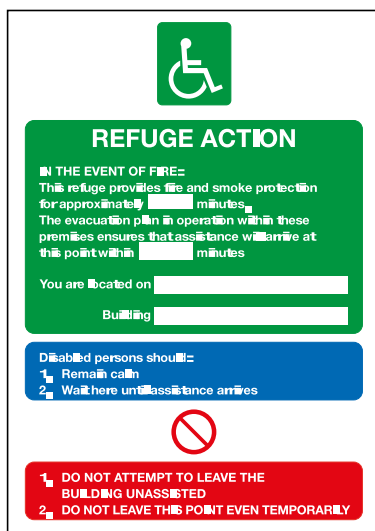 REFUGE ACTION
IN THE EVENT OF FIRE:-
This refuge provides fire and smoke protection
for approximately minutes.
The evacuation plan in operation within these
premises ensures that assistance will arrive at
this point within minutes
You are located on
Building
Disabled persons should:-
1. Remain calm
2. Wait here until assistance arrives
1. DO NOT ATTEMPT TO LEAVE THE
BUILDING UNASSISTED
2. DO NOT LEAVE THIS POINT EVEN TEMPORARILY